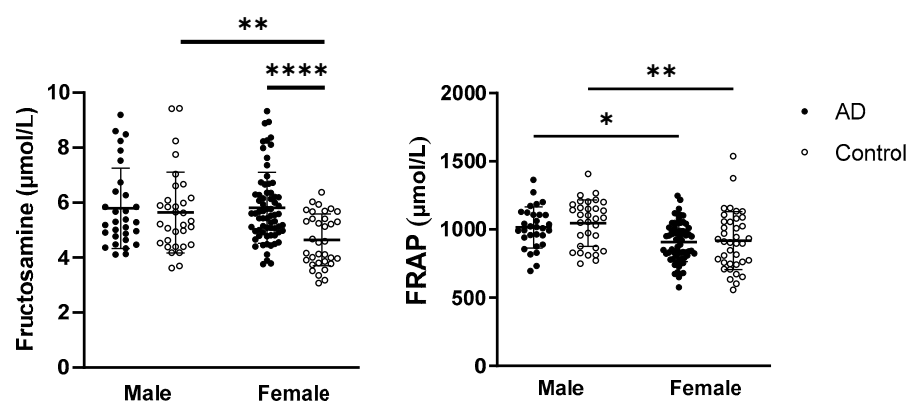 **
****
Fructosamine (µmol/L)
10
8
6
4
2
0
Male Female
**
*
FRAP (µmol/L)
2000
1500
1000
500
0
Male Female
AD
Control